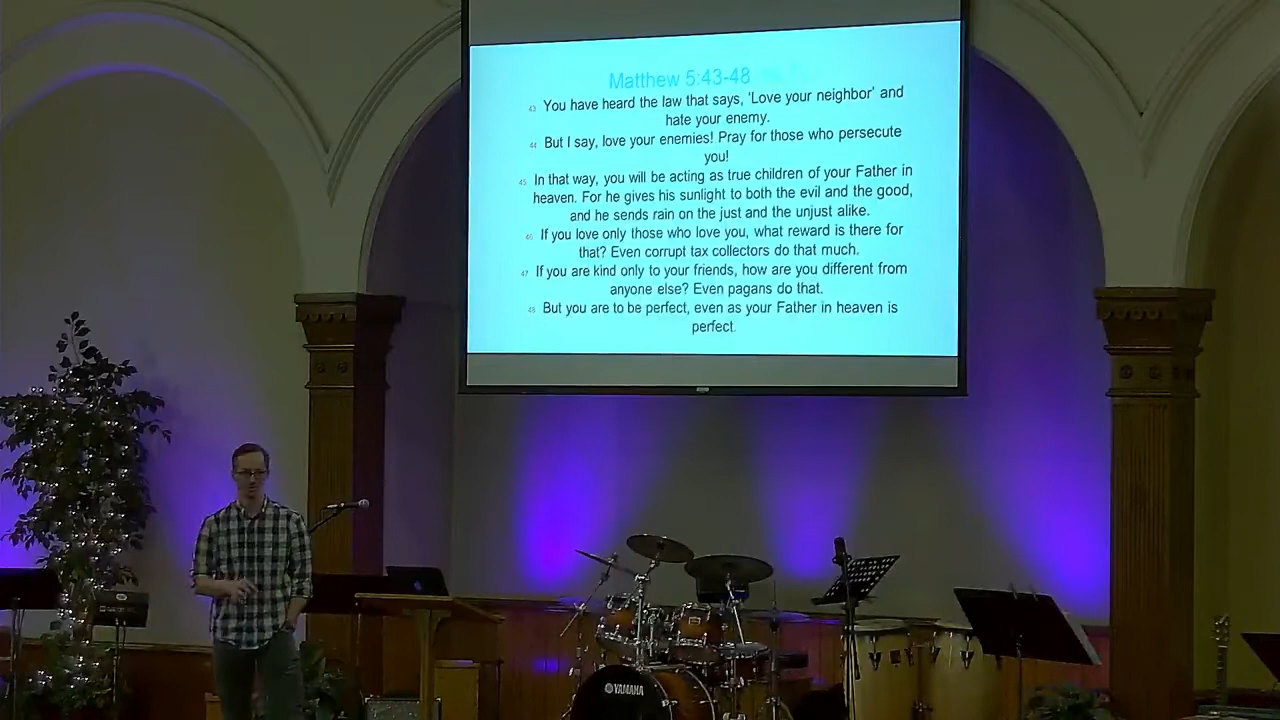 Matthew 5:43-48
43 You have heard the law that says, 'Love your neighbor' and
hate your enemy.
44 But I say, love your enemies! Pray for those who persecute
you!
45 In that way, you will be acting as true children of your Father in
heaven. For he gives his sunlight to both the evil and the good,
and he sends rain on the just and the unjust alike.
46 If you love only those who love you, what reward is there for
that? Even corrupt tax collectors do that much.
47 If you are kind only to your friends, how are you different from
anyone else? Even pagans do that.
48 But you are to be perfect, even as your Father in heaven is
perfect.
YAMAHA